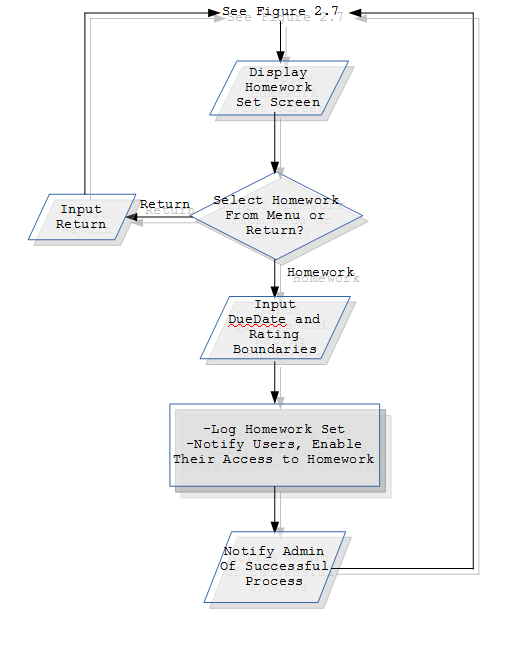 See Figure 2.7
Display
Homework
Set Screen
Select Homework
From Menu or
Return?
Return
Input
Return
Homework
Input
DueDate and
Rating
Boundaries
-Log Homework Set
-Notify Users, Enable
Their Access to Homework
Notify Admin
Of Successful
Process